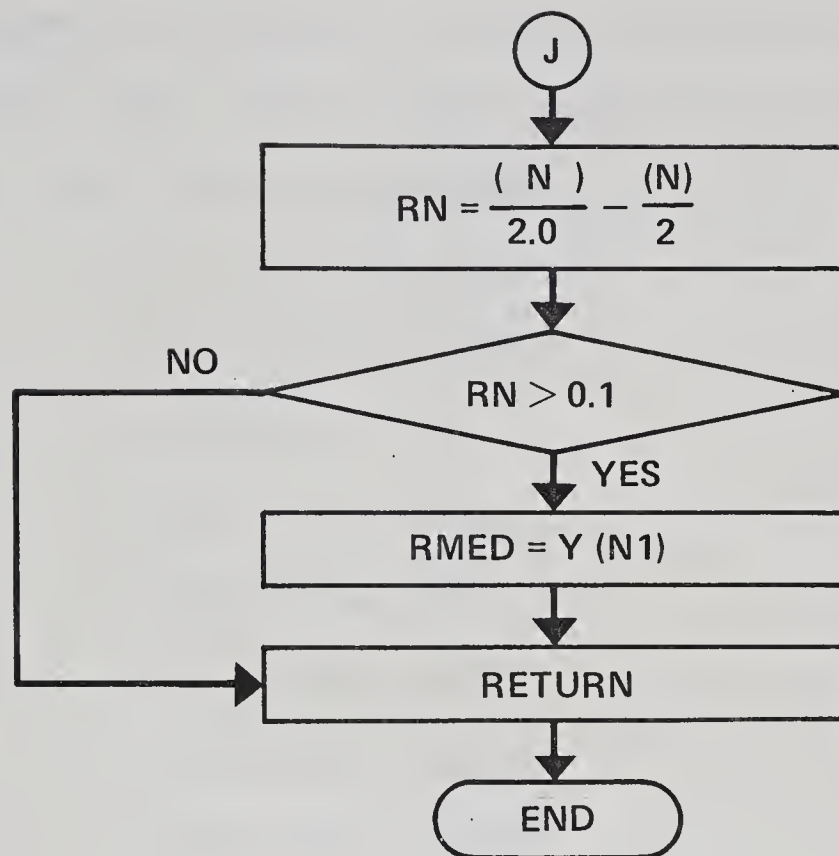 J
RN = ( N )/2.0 − (N)/2
NO
RN > 0.1
YES
RMED = Y (N1)
RETURN
END